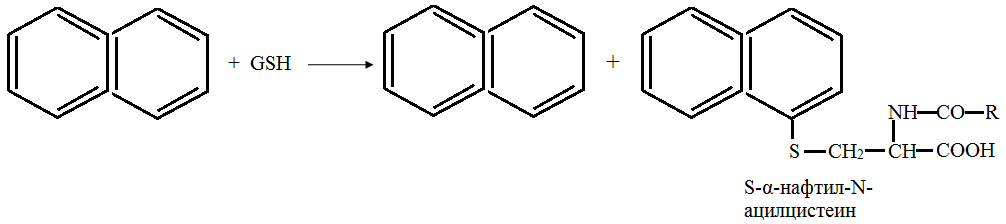 + GSH
+
NH CO R
S CH₂ CH COOH
S-α-нафтил-N-
ацилцистеин